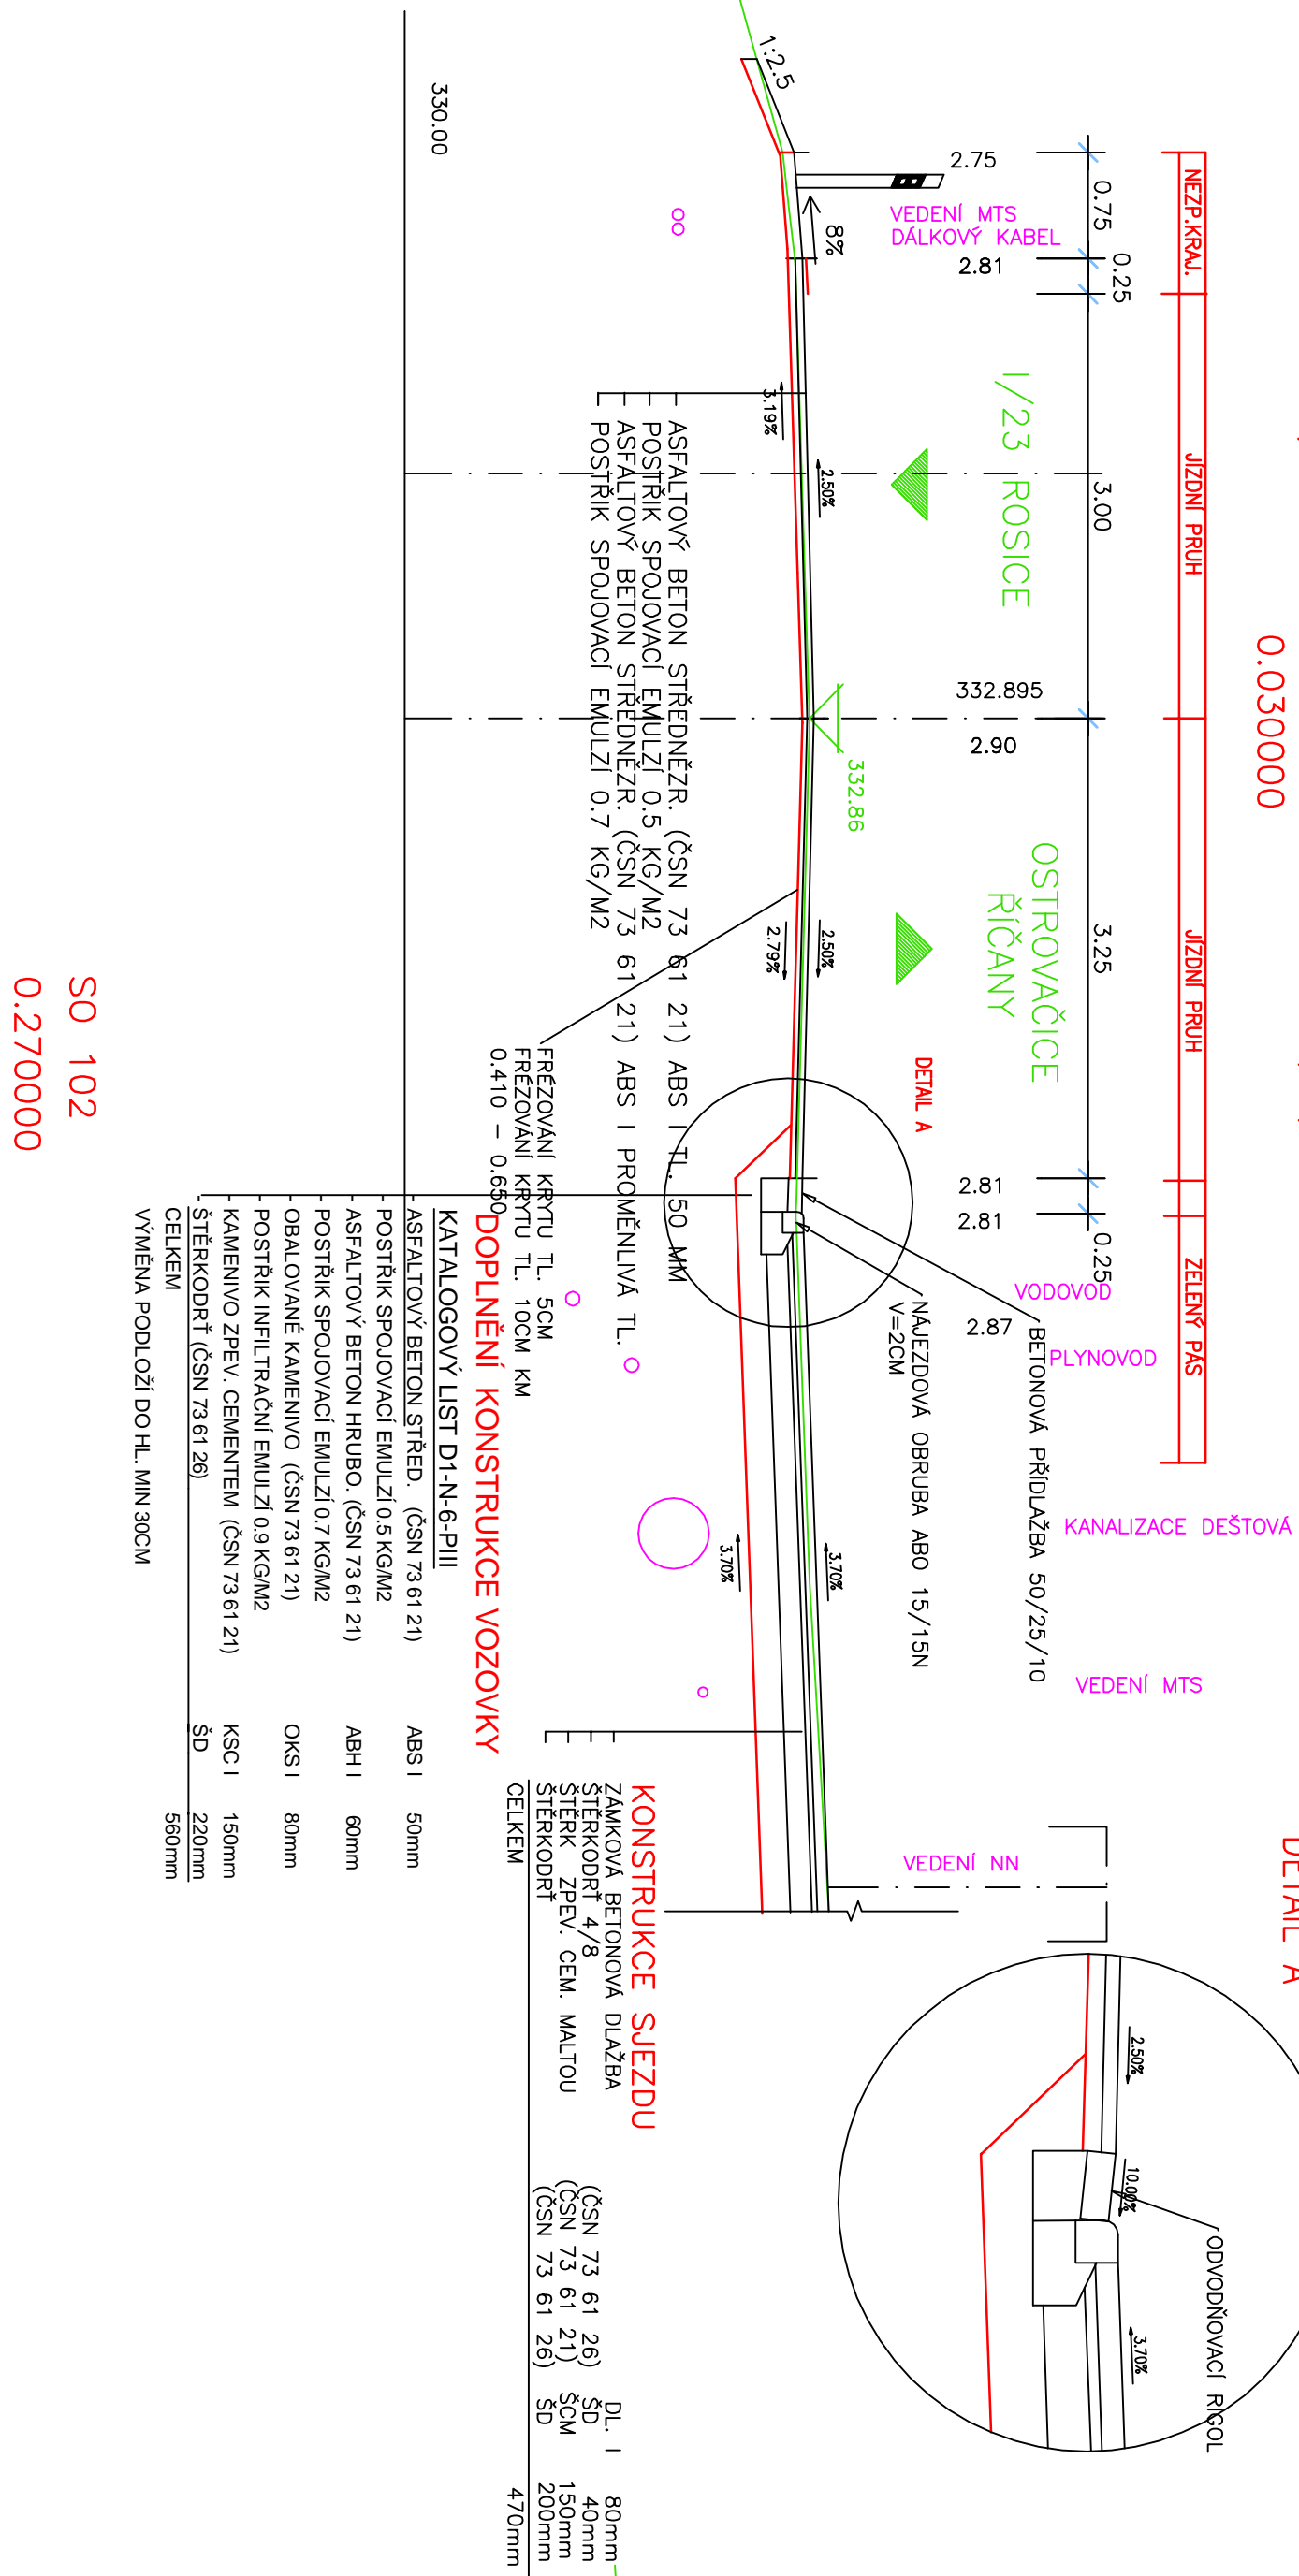 0.030000
NEZP.KRAJ.
JÍZDNÍ PRUH
JÍZDNÍ PRUH
ZELENÝ PÁS
0.75
0.25
3.00
3.25
0.25
I/23 ROSICE
OSTROVAČICE
ŘÍČANY
VODOVOD
PLYNOVOD
KANALIZACE DEŠTOVÁ
VEDENÍ MTS
VEDENÍ NN
2.75
2.81
332.895
2.90
2.81
2.81
2.87
VEDENÍ MTS
DÁLKOVÝ KABEL
DETAIL A
BETONOVÁ PŘÍDLAŽBA 50/25/10
NÁJEZDOVÁ OBRUBA ABO 15/15N
V=2CM
332.86
1:2.5
8%
3.19%
2.50%
2.50%
2.79%
3.70%
3.70%
330.00
ASFALTOVÝ BETON STŘEDNĚZR. (ČSN 73 61 21) ABS I TL. 50 MM
POSTŘIK SPOJOVACÍ EMULZÍ 0.5 KG/M2
ASFALTOVÝ BETON STŘEDNĚZR. (ČSN 73 61 21) ABS I PROMĚNLIVÁ TL.
POSTŘIK SPOJOVACÍ EMULZÍ 0.7 KG/M2
FRÉZOVÁNÍ KRYTU TL. 5CM
FRÉZOVÁNÍ KRYTU TL. 10CM KM
0.410 - 0.650
DOPLNĚNÍ KONSTRUKCE VOZOVKY
KATALOGOVÝ LIST D1-N-6-PIII
ASFALTOVÝ BETON STŘED. (ČSN 73 61 21) ABS I 50mm
POSTŘIK SPOJOVACÍ EMULZÍ 0.5 KG/M2
ASFALTOVÝ BETON HRUBO. (ČSN 73 61 21) ABH I 60mm
POSTŘIK SPOJOVACÍ EMULZÍ 0.7 KG/M2
OBALOVANÉ KAMENIVO (ČSN 73 61 21) OKS I 80mm
POSTŘIK INFILTRAČNÍ EMULZÍ 0.9 KG/M2
KAMENIVO ZPEV. CEMENTEM (ČSN 73 61 21) KSC I 150mm
ŠTĚRKODRŤ (ČSN 73 61 26) ŠD 220mm
CELKEM 560mm
VÝMĚNA PODLOŽÍ DO HL. MIN 30CM
KONSTRUKCE SJEZDU
ZÁMKOVÁ BETONOVÁ DLAŽBA DL. I 80mm
ŠTĚRKODRŤ 4/8 (ČSN 73 61 26) ŠD 40mm
ŠTĚRK ZPEV. CEM. MALTOU (ČSN 73 61 21) ŠCM 150mm
ŠTĚRKODRŤ (ČSN 73 61 26) ŠD 200mm
CELKEM 470mm
DETAIL A
2.50%
10.00%
3.70%
ODVODŇOVACÍ RIGOL
SO 102
0.270000